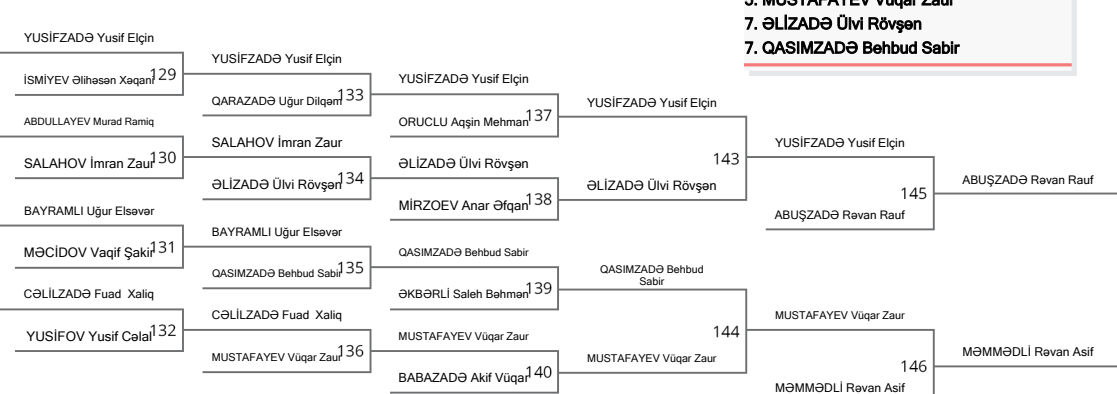 5. MUSTAFAYEV Vüqar Zaur
7. ƏLİZADƏ Ülvi Rövşən
7. QASIMZADƏ Behbud Sabir
YUSİFZADƏ Yusif Elçin
İSMİYEV Əlihəsən Xəqani
129
ABDULLAYEV Murad Ramiq
SALAHOV İmran Zaur
130
BAYRAMLI Uğur Elsəvər
MƏCİDOV Vaqif Şakir
131
CƏLİLZADƏ Fuad Xaliq
YUSİFOV Yusif Cəlal
132
YUSİFZADƏ Yusif Elçin
QARAZADƏ Uğur Dilqəm
133
SALAHOV İmran Zaur
ƏLİZADƏ Ülvi Rövşən
134
BAYRAMLI Uğur Elsəvər
QASIMZADƏ Behbud Sabir
135
CƏLİLZADƏ Fuad Xaliq
MUSTAFAYEV Vüqar Zaur
136
YUSİFZADƏ Yusif Elçin
ORUCLU Aqşin Mehman
137
ƏLİZADƏ Ülvi Rövşən
MİRZOEV Anar Əfqan
138
QASIMZADƏ Behbud Sabir
ƏKBƏRLİ Saleh Bəhmən
139
MUSTAFAYEV Vüqar Zaur
BABAZADƏ Akif Vüqar
140
YUSİFZADƏ Yusif Elçin
143
ƏLİZADƏ Ülvi Rövşən
QASIMZADƏ Behbud
Sabir
144
MUSTAFAYEV Vüqar Zaur
YUSİFZADƏ Yusif Elçin
145
ABUŞZADƏ Rəvan Rauf
MUSTAFAYEV Vüqar Zaur
146
MƏMMƏDLİ Rəvan Asif
ABUŞZADƏ Rəvan Rauf
MƏMMƏDLİ Rəvan Asif